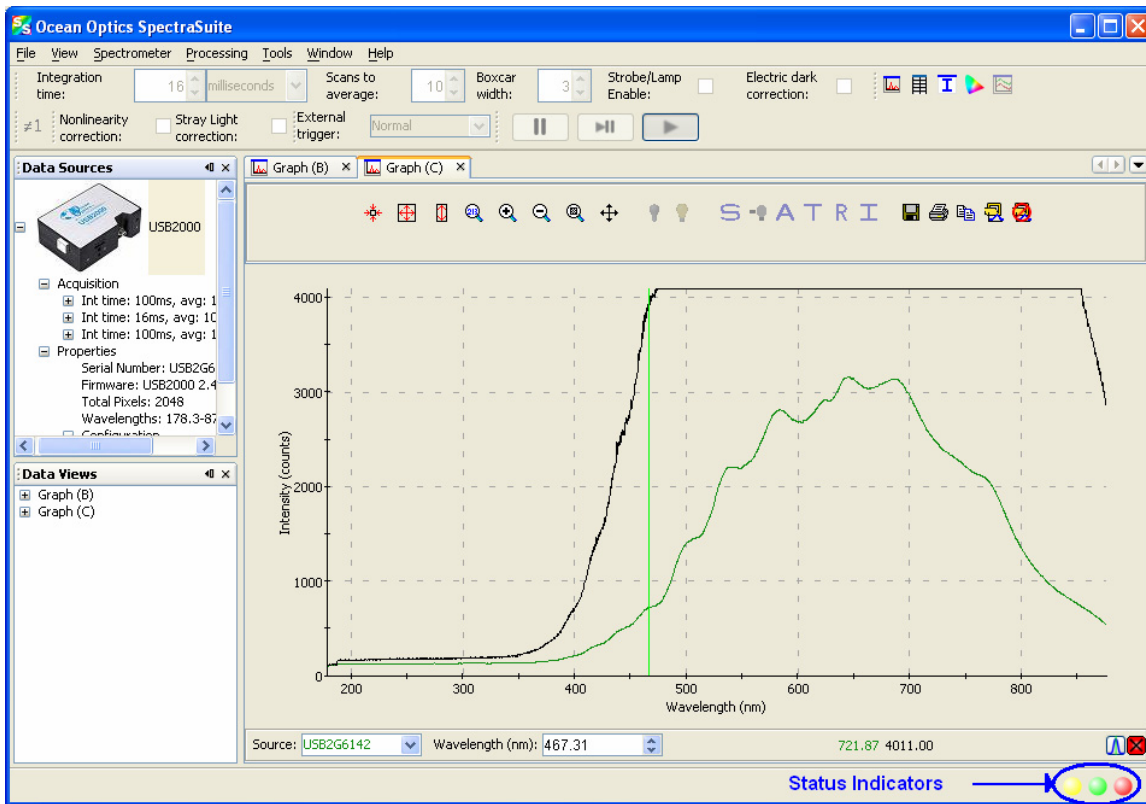 Ocean Optics SpectraSuite
File View Spectrometer Processing Tools Window Help
Integration time: 16 milliseconds Scans to average: 10 Boxcar width: 3 Strobe/Lamp Enable: Electric dark correction:
≠1 Nonlinearity correction: Stray Light correction: External trigger: Normal
Data Sources
Graph (B) Graph (C)
USB2000
S A T R I
Acquisition
Int time: 100ms, avg: 1
Int time: 16ms, avg: 10
Int time: 100ms, avg: 1
Properties
Serial Number: USB2G6
Firmware: USB2000 2.4
Total Pixels: 2048
Wavelengths: 178.3-87
Configuration
Data Views
Graph (B)
Graph (C)
Intensity (counts)
4000
3000
2000
1000
0
200 300 400 500 600 700 800
Wavelength (nm)
Source: USB2G6142 Wavelength (nm): 467.31 721.87 4011.00
Status Indicators